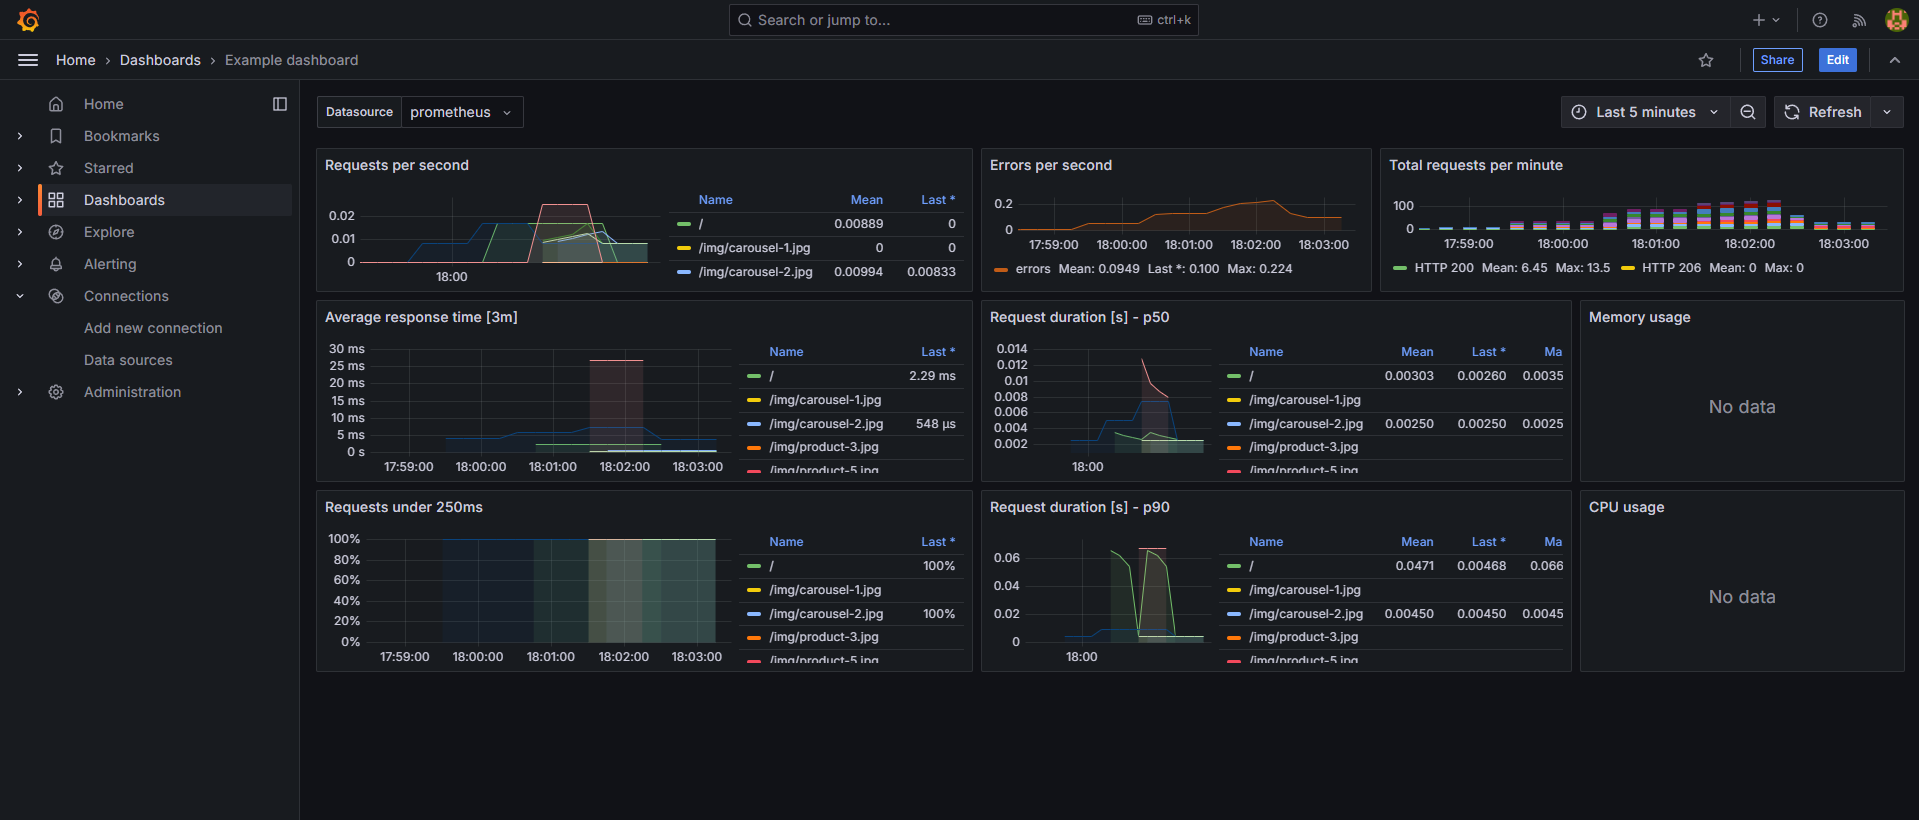 Search or jump to...
ctrl+k
Home › Dashboards › Example dashboard
Share
Edit
Home
Bookmarks
Starred
Dashboards
Explore
Alerting
Connections
Add new connection
Data sources
Administration
Datasource
prometheus
Last 5 minutes
Refresh
Requests per second
0.02
0.01
0
18:00
Name Mean Last *
/ 0.00889 0
/img/carousel-1.jpg 0 0
/img/carousel-2.jpg 0.00994 0.00833
Errors per second
0.2
0
17:59:00 18:00:00 18:01:00 18:02:00 18:03:00
errors Mean: 0.0949 Last *: 0.100 Max: 0.224
Total requests per minute
100
0
17:59:00 18:00:00 18:01:00 18:02:00 18:03:00
HTTP 200 Mean: 6.45 Max: 13.5 HTTP 206 Mean: 0 Max: 0
Average response time [3m]
30 ms
25 ms
20 ms
15 ms
10 ms
5 ms
0 s
17:59:00 18:00:00 18:01:00 18:02:00 18:03:00
Name Last *
/ 2.29 ms
/img/carousel-1.jpg
/img/carousel-2.jpg 548 µs
/img/product-3.jpg
/img/product-5.jpg
Request duration [s] - p50
0.014
0.012
0.01
0.008
0.006
0.004
0.002
18:00
Name Mean Last * Ma
/ 0.00303 0.00260 0.0035
/img/carousel-1.jpg
/img/carousel-2.jpg 0.00250 0.00250 0.0025
/img/product-3.jpg
/img/product-5.jpg
Memory usage
No data
Requests under 250ms
100%
80%
60%
40%
20%
0%
17:59:00 18:00:00 18:01:00 18:02:00 18:03:00
Name Last *
/ 100%
/img/carousel-1.jpg
/img/carousel-2.jpg 100%
/img/product-3.jpg
/img/product-5.jpg
Request duration [s] - p90
0.06
0.04
0.02
0
18:00
Name Mean Last * Ma
/ 0.0471 0.00468 0.066
/img/carousel-1.jpg
/img/carousel-2.jpg 0.00450 0.00450 0.0045
/img/product-3.jpg
/img/product-5.jpg
CPU usage
No data